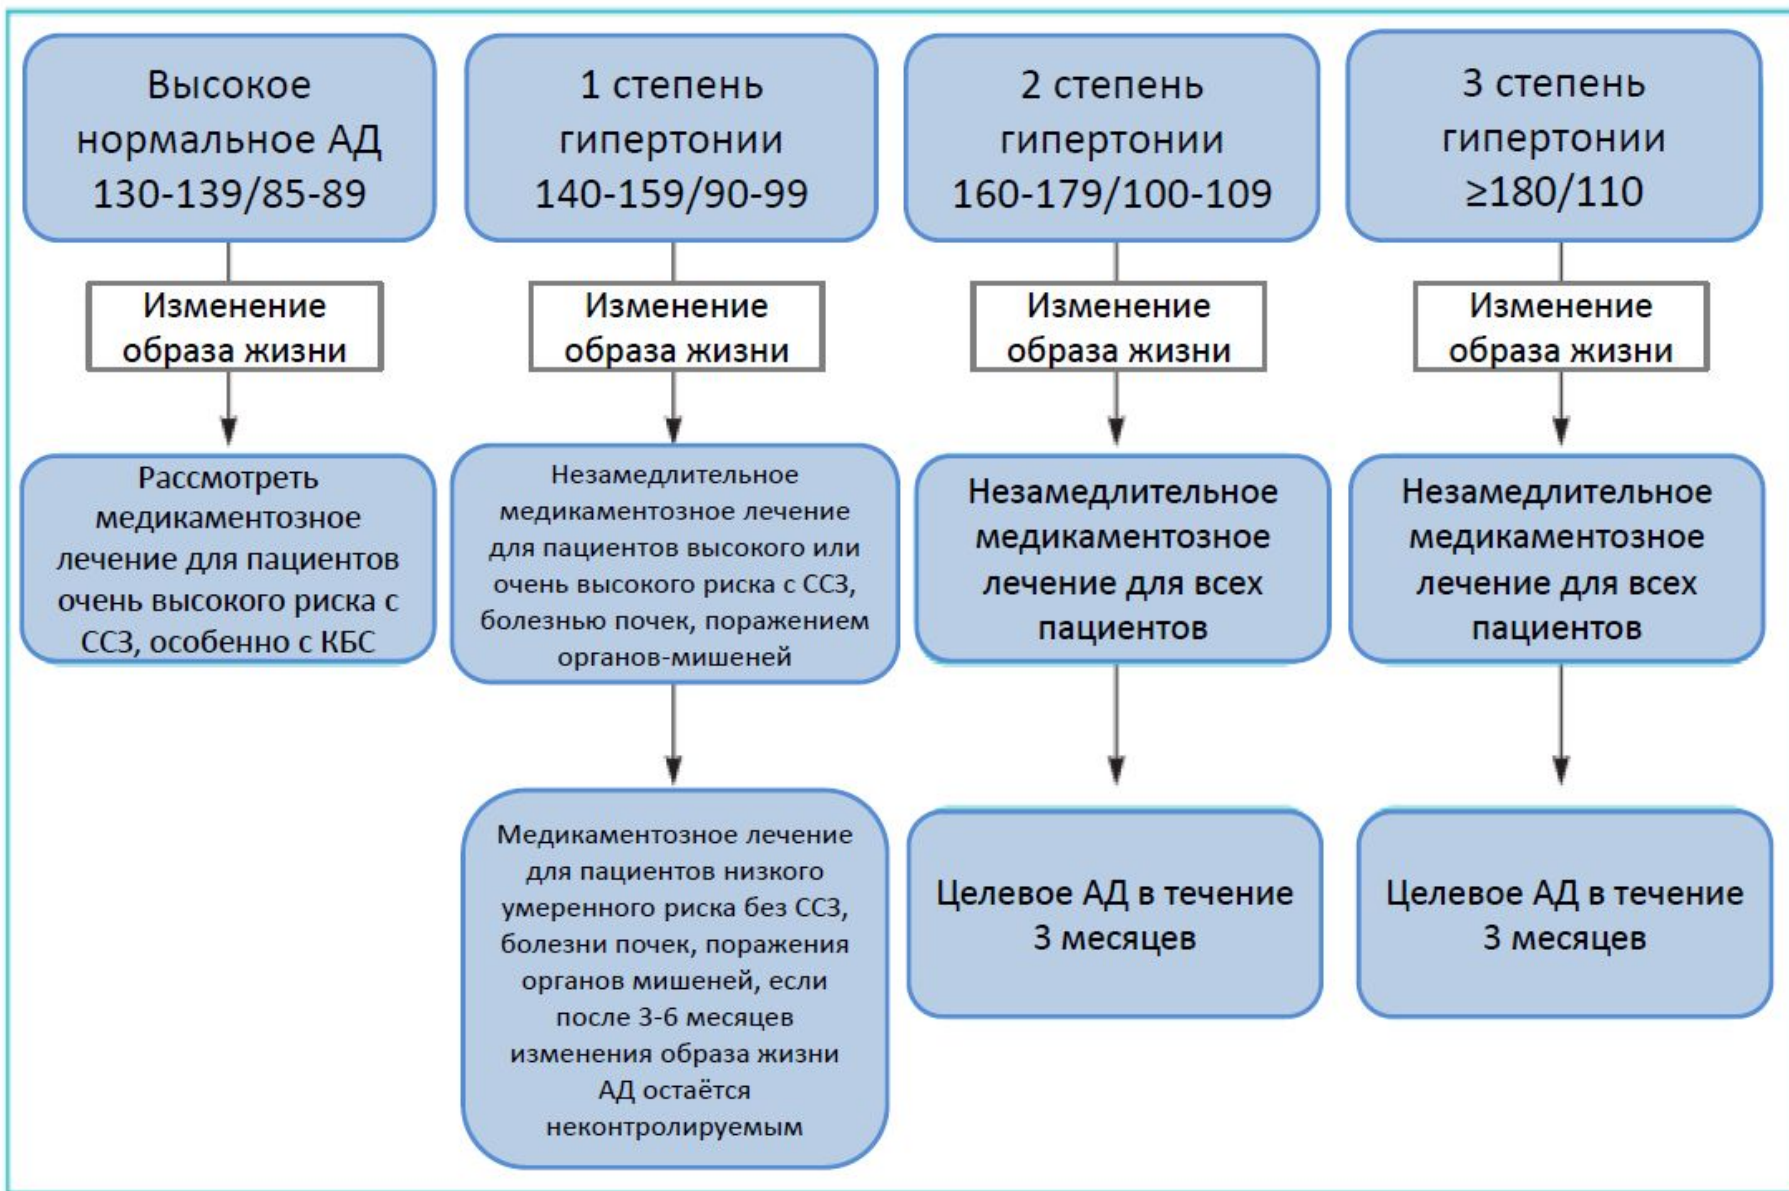 Высокое
нормальное АД
130-139/85-89
Изменение
образа жизни
Рассмотреть
медикаментозное
лечение для пациентов
очень высокого риска с
ССЗ, особенно с КБС
1 степень
гипертонии
140-159/90-99
Изменение
образа жизни
Незамедлительное
медикаментозное лечение
для пациентов высокого или
очень высокого риска с ССЗ,
болезнью почек, поражением
органов-мишеней
Медикаментозное лечение
для пациентов низкого
умеренного риска без ССЗ,
болезни почек, поражения
органов мишеней, если
после 3-6 месяцев
изменения образа жизни
АД остаётся
неконтролируемым
2 степень
гипертонии
160-179/100-109
Изменение
образа жизни
Незамедлительное
медикаментозное
лечение для всех
пациентов
Целевое АД в течение
3 месяцев
3 степень
гипертонии
≥180/110
Изменение
образа жизни
Незамедлительное
медикаментозное
лечение для всех
пациентов
Целевое АД в течение
3 месяцев